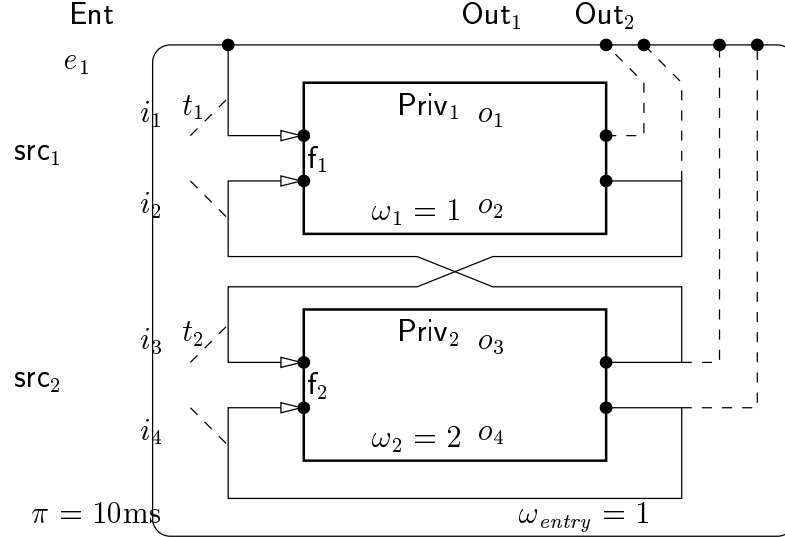 Ent Out₁ Out₂
e₁
i₁ t₁ Priv₁ o₁
src₁ f₁
i₂ ω₁ = 1 o₂
i₃ t₂ Priv₂ o₃
src₂ f₂
i₄ ω₂ = 2 o₄
π = 10ms ω_entry = 1